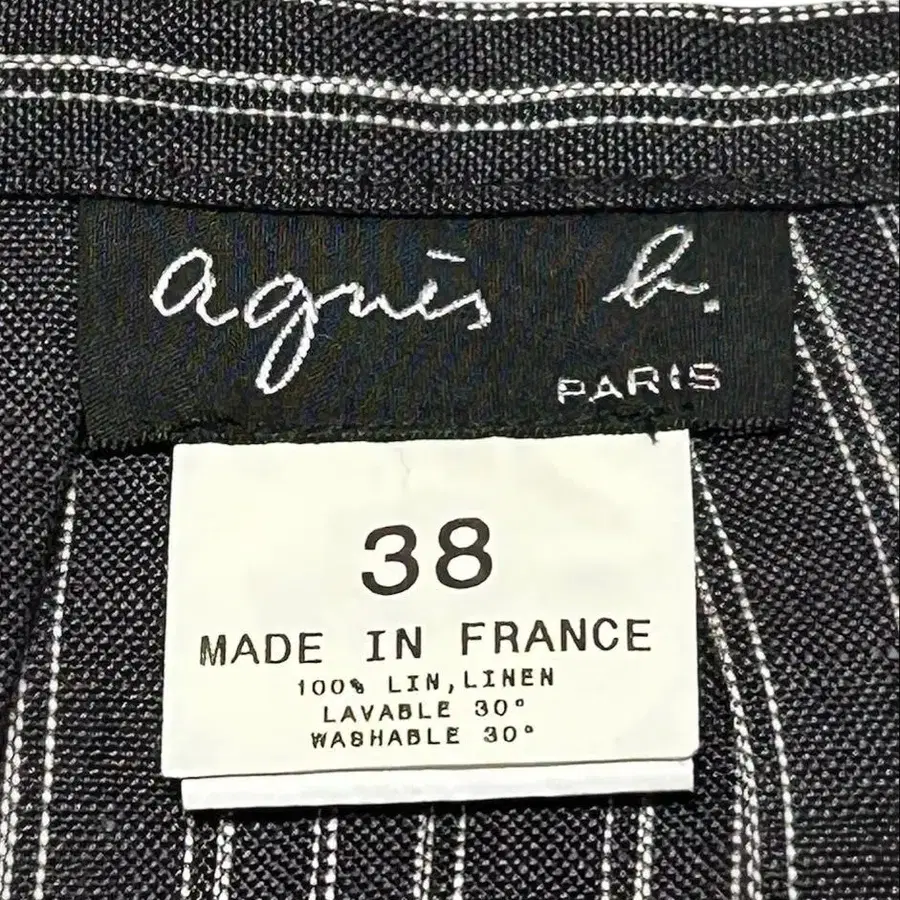 agnès b.
PARIS
38
MADE IN FRANCE
100% LIN,LINEN
LAVABLE 30°
WASHABLE 30°